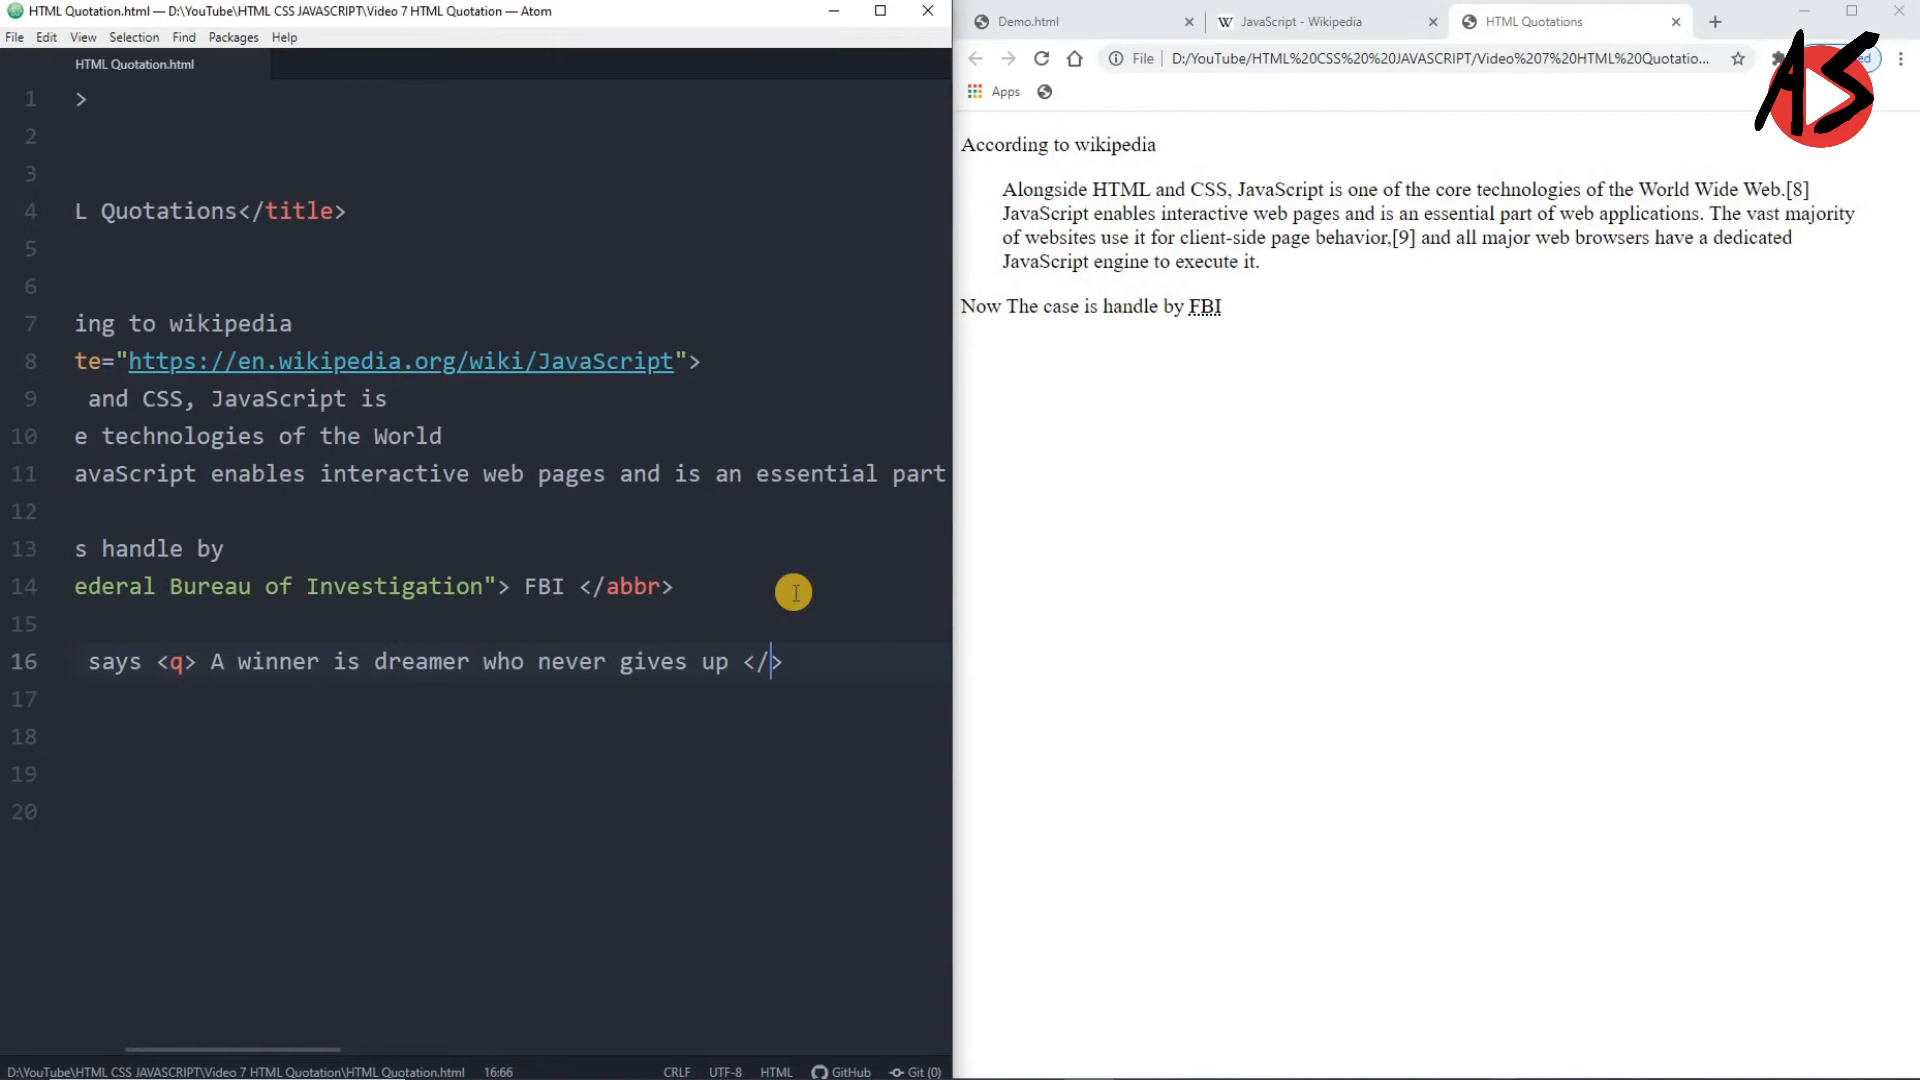 HTML Quotation.html — D:\YouTube\HTML CSS JAVASCRIPT\Video 7 HTML Quotation — Atom
File Edit View Selection Find Packages Help
HTML Quotation.html
1 >
2
3
4 L Quotations</title>
5
6
7 ing to wikipedia
8 te="https://en.wikipedia.org/wiki/JavaScript">
9 and CSS, JavaScript is
10 e technologies of the World
11 avaScript enables interactive web pages and is an essential part
12
13 s handle by
14 ederal Bureau of Investigation"> FBI </abbr>
15
16 says <q> A winner is dreamer who never gives up </>
17
18
19
20
D:\YouTube\HTML CSS JAVASCRIPT\Video 7 HTML Quotation\HTML Quotation.html 16:66 CRLF UTF-8 HTML GitHub Git (0)
Demo.html JavaScript - Wikipedia HTML Quotations
File D:/YouTube/HTML%20CSS%20%20JAVASCRIPT/Video%207%20HTML%20Quotatio...
Apps
AS
According to wikipedia
Alongside HTML and CSS, JavaScript is one of the core technologies of the World Wide Web.[8]
JavaScript enables interactive web pages and is an essential part of web applications. The vast majority
of websites use it for client-side page behavior,[9] and all major web browsers have a dedicated
JavaScript engine to execute it.
Now The case is handle by FBI